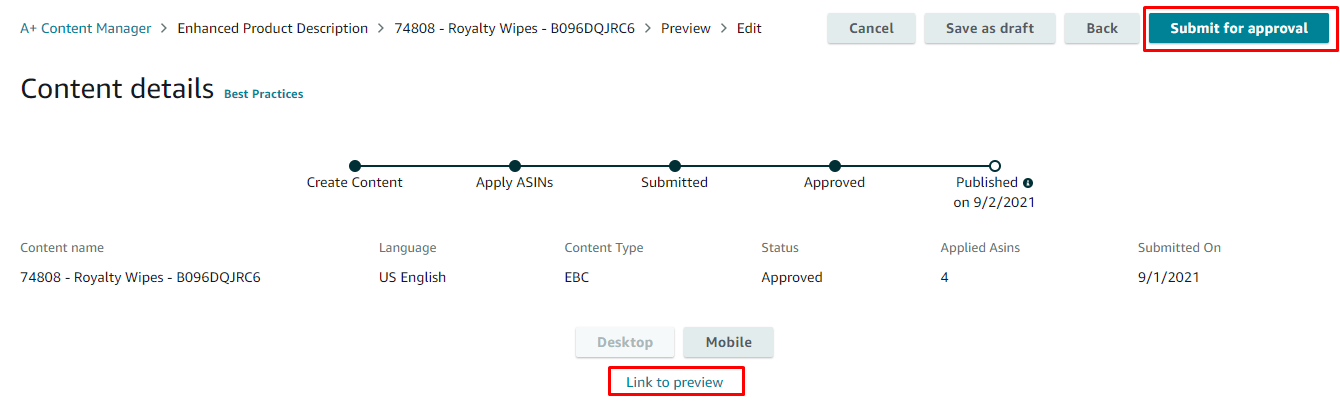 A+ Content Manager > Enhanced Product Description > 74808 - Royalty Wipes - B096DQJRC6 > Preview > Edit
Cancel
Save as draft
Back
Submit for approval
Content details
Best Practices
Create Content
Apply ASINs
Submitted
Approved
Published
on 9/2/2021
Content name
Language
Content Type
Status
Applied Asins
Submitted On
74808 - Royalty Wipes - B096DQJRC6
US English
EBC
Approved
4
9/1/2021
Desktop
Mobile
Link to preview